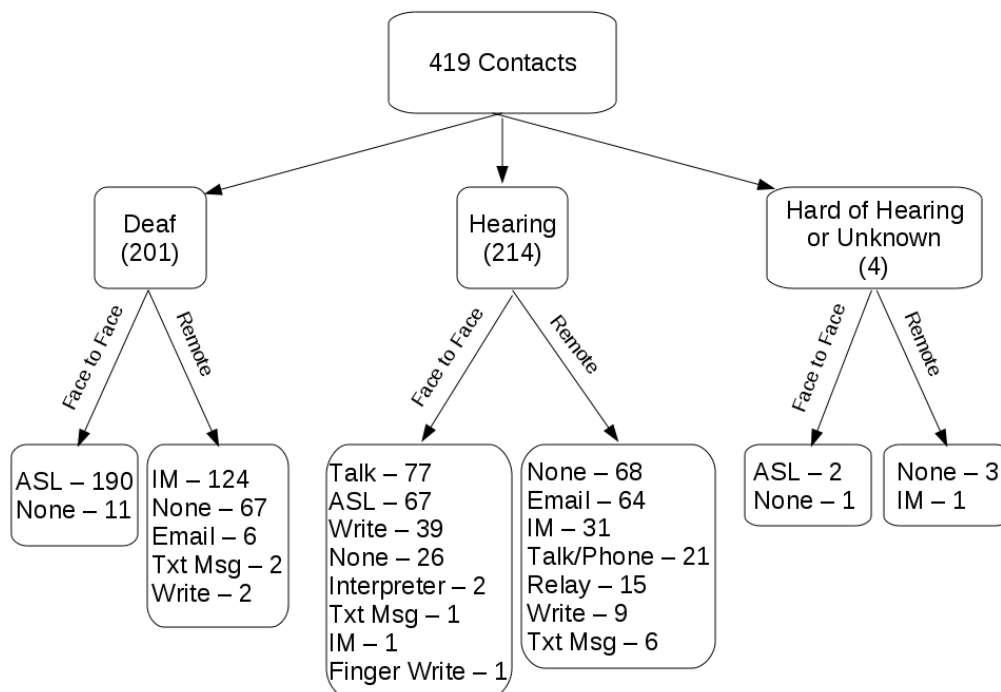 419 Contacts
Deaf
(201)
Hearing
(214)
Hard of Hearing
or Unknown
(4)
Face to Face
Remote
Face to Face
Remote
Face to Face
Remote
ASL – 190
None – 11
IM – 124
None – 67
Email – 6
Txt Msg – 2
Write – 2
Talk – 77
ASL – 67
Write – 39
None – 26
Interpreter – 2
Txt Msg – 1
IM – 1
Finger Write – 1
None – 68
Email – 64
IM – 31
Talk/Phone – 21
Relay – 15
Write – 9
Txt Msg – 6
ASL – 2
None – 1
None – 3
IM – 1